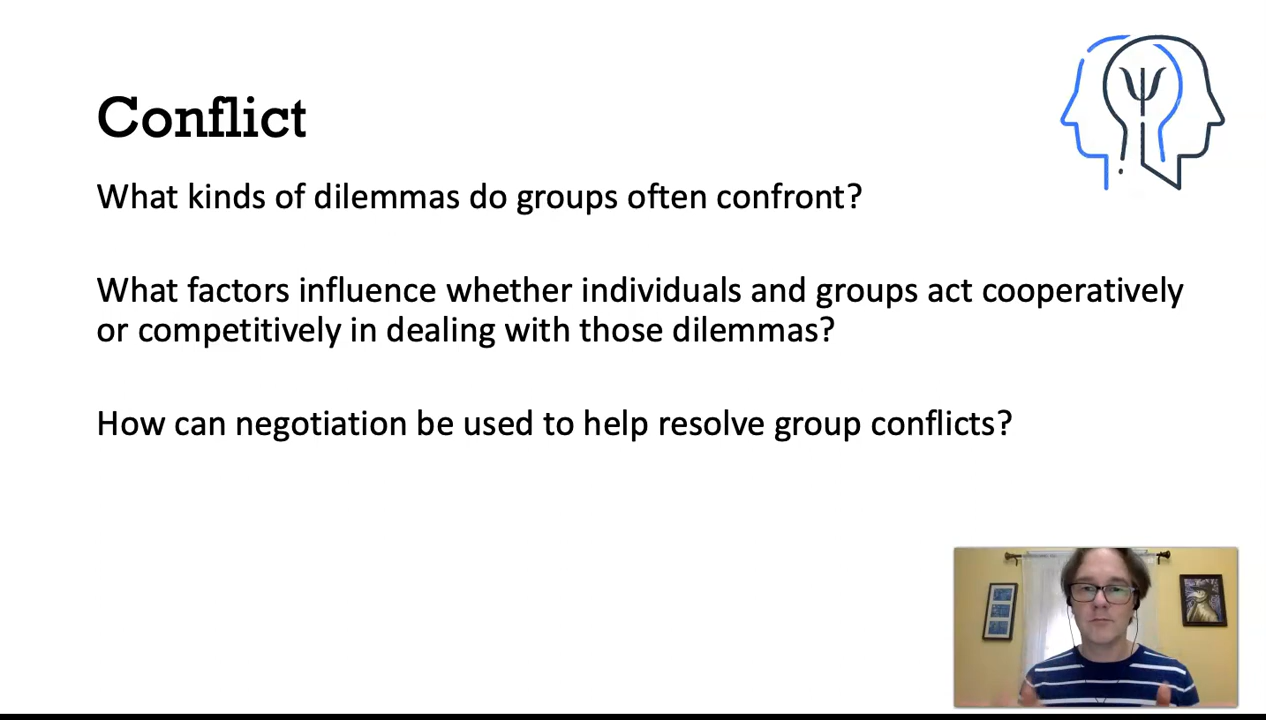 Conflict
What kinds of dilemmas do groups often confront?
What factors influence whether individuals and groups act cooperatively
or competitively in dealing with those dilemmas?
How can negotiation be used to help resolve group conflicts?